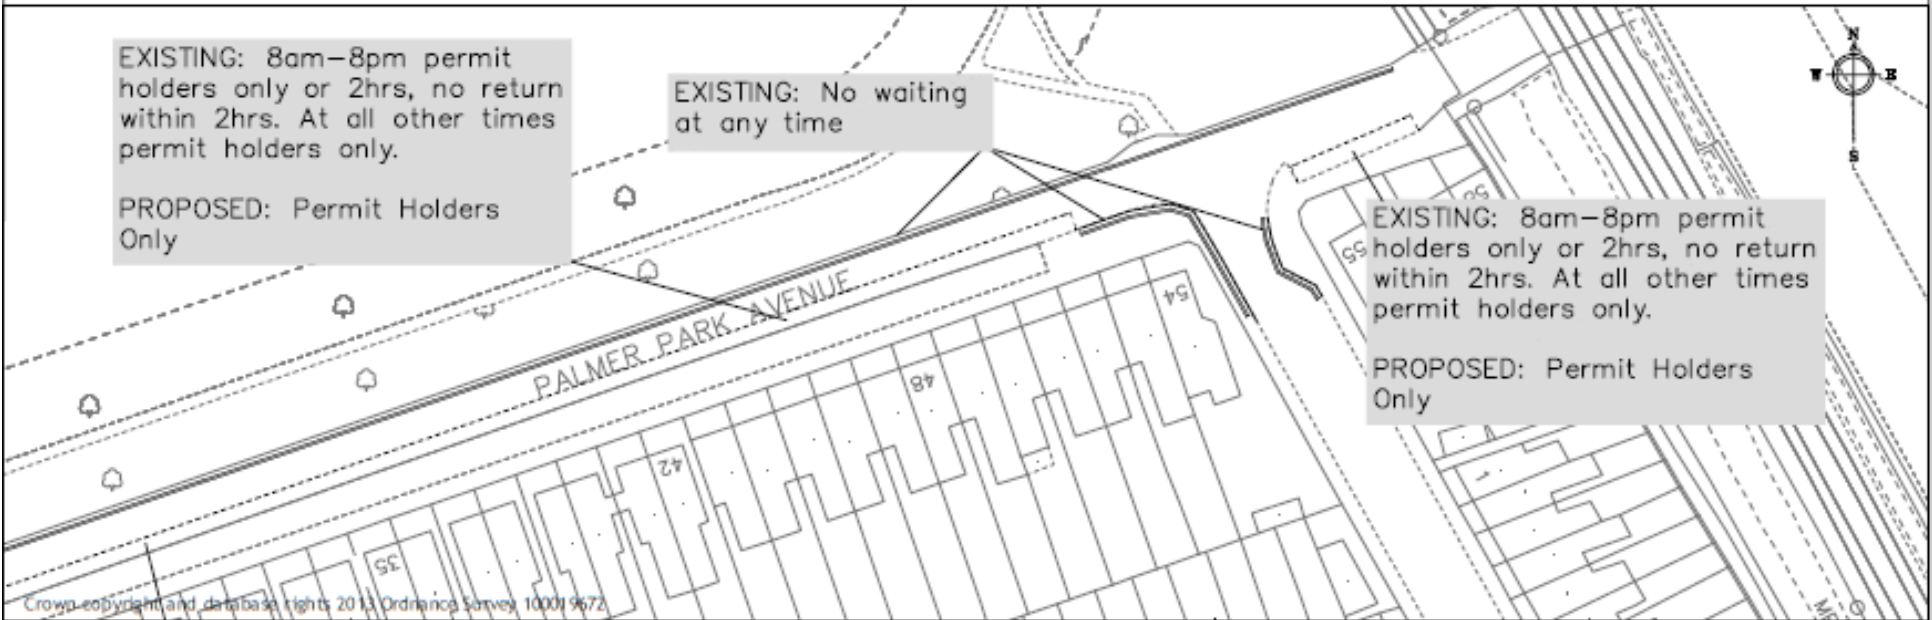 EXISTING: 8am-8pm permit
holders only or 2hrs, no return
within 2hrs. At all other times
permit holders only.
PROPOSED: Permit Holders
Only
EXISTING: No waiting
at any time
N
W
E
S
EXISTING: 8am-8pm permit
holders only or 2hrs, no return
within 2hrs. At all other times
permit holders only.
PROPOSED: Permit Holders
Only
PALMER PARK AVENUE
55
54
48
42
35
Crown copyright and database rights 2013 Ordnance Survey 100019672